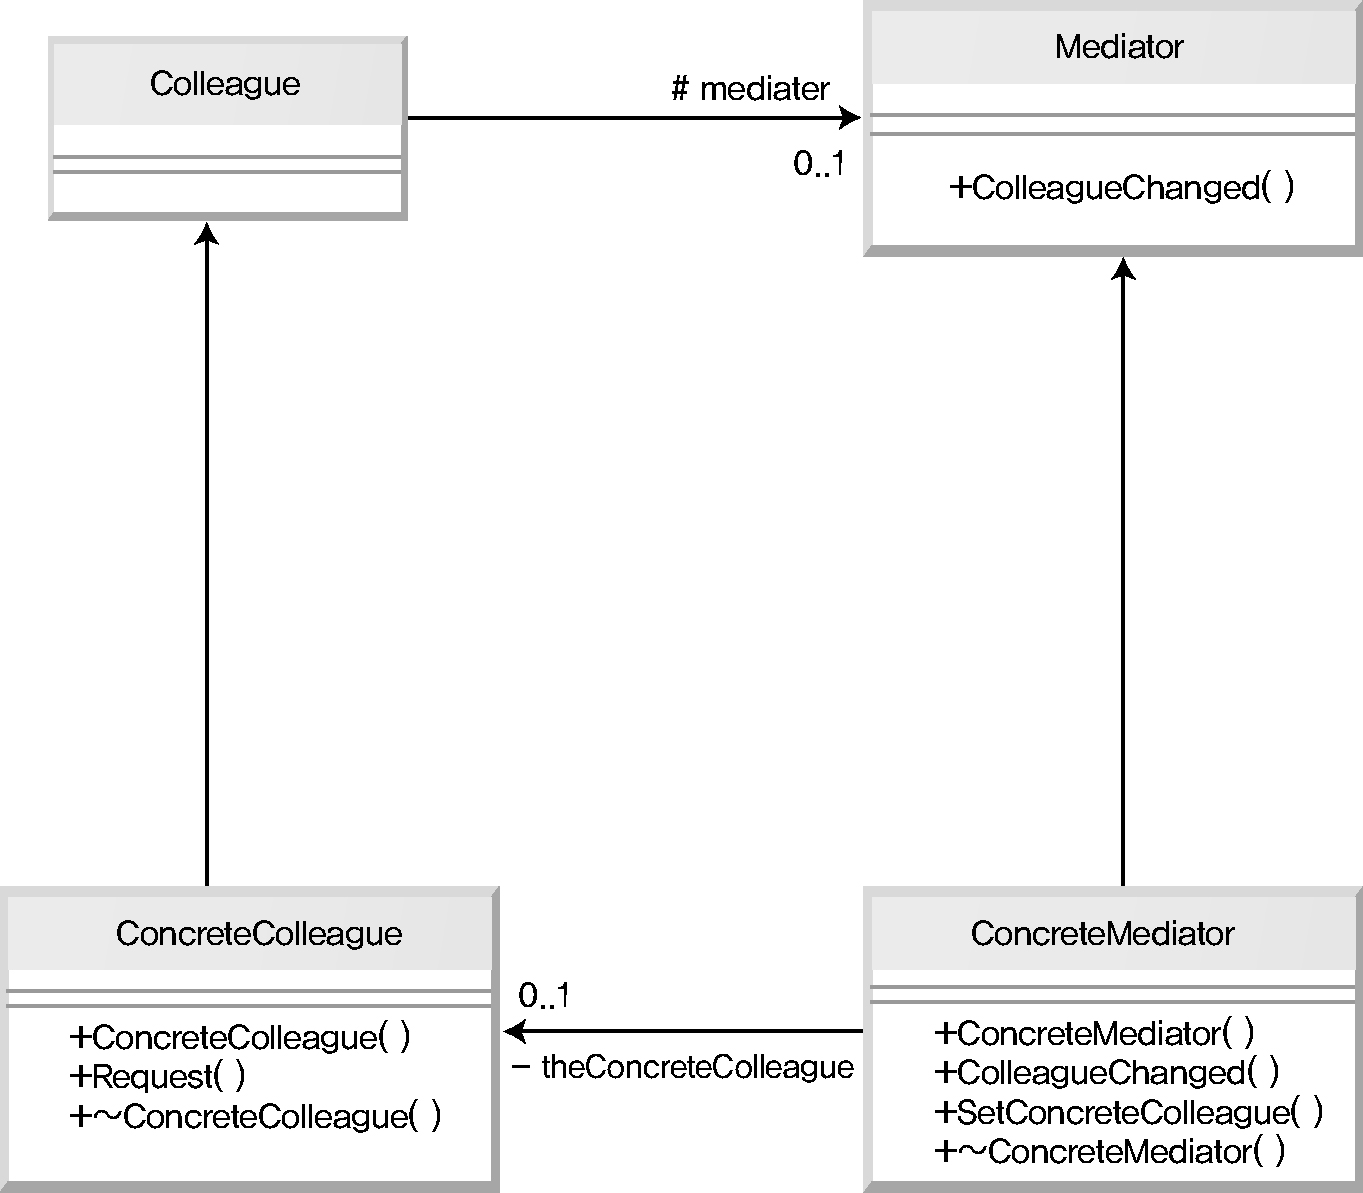 Colleague
# mediater
0..1
Mediator
+ColleagueChanged( )
ConcreteColleague
+ConcreteColleague( )
+Request( )
+~ConcreteColleague( )
0..1
– theConcreteColleague
ConcreteMediator
+ConcreteMediator( )
+ColleagueChanged( )
+SetConcreteColleague( )
+~ConcreteMediator( )